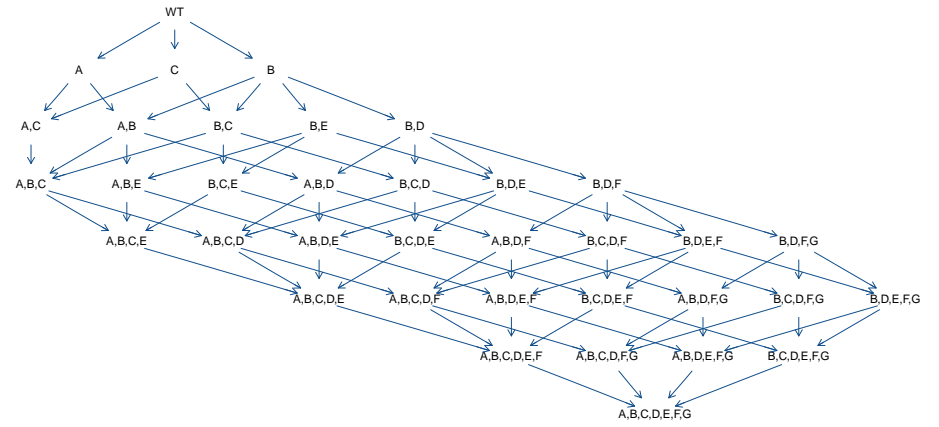 WT
A C B
A,C A,B B,C B,E B,D
A,B,C A,B,E B,C,E A,B,D B,C,D B,D,E B,D,F
A,B,C,E A,B,C,D A,B,D,E B,C,D,E A,B,D,F B,C,D,F B,D,E,F B,D,F,G
A,B,C,D,E A,B,C,D,F A,B,D,E,F B,C,D,E,F A,B,D,F,G B,C,D,F,G B,D,E,F,G
A,B,C,D,E,F A,B,C,D,F,G A,B,D,E,F,G B,C,D,E,F,G
A,B,C,D,E,F,G